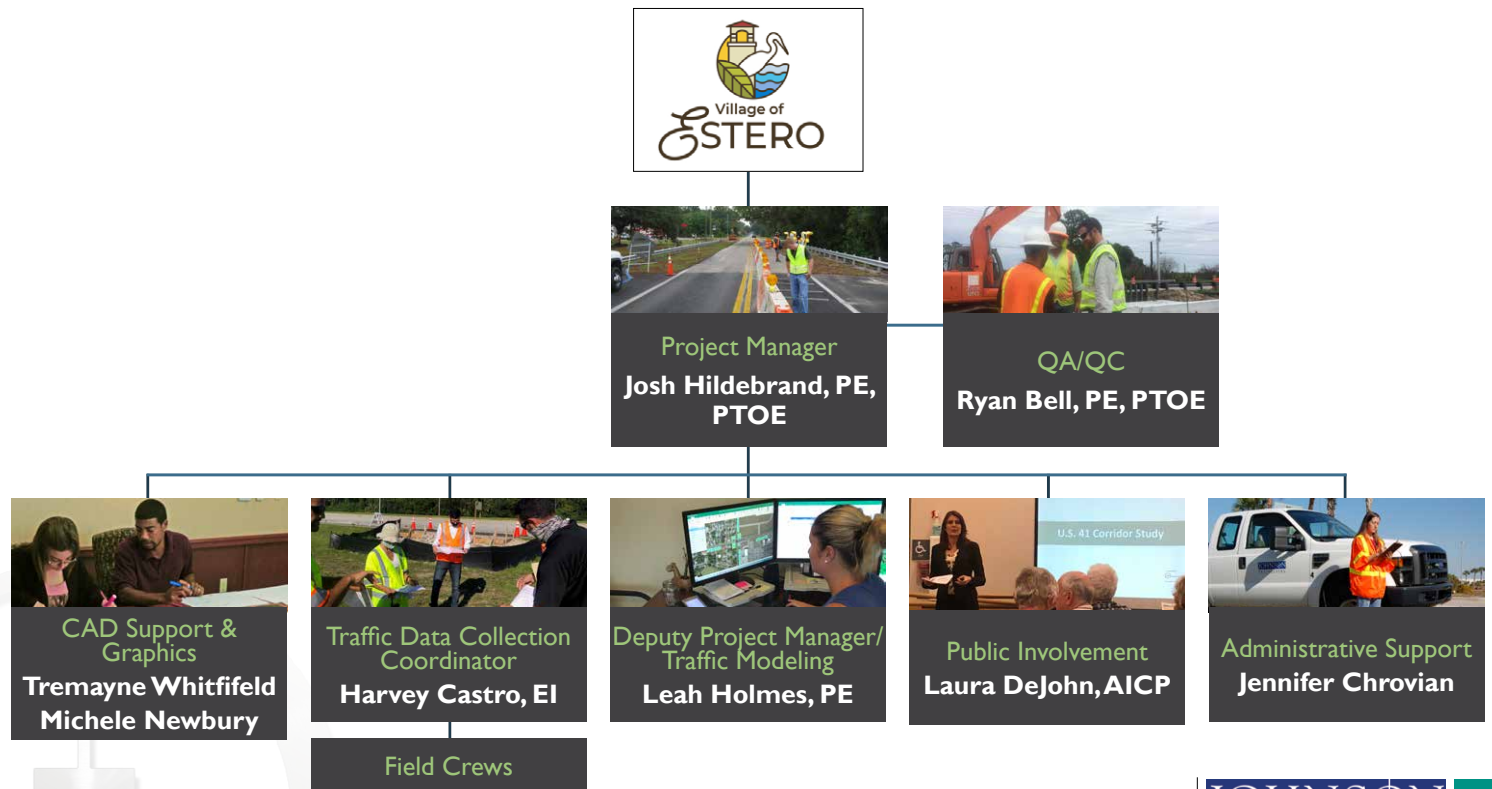 Village of
ESTERO
Project Manager
Josh Hildebrand, PE,
PTOE
QA/QC
Ryan Bell, PE, PTOE
U.S. 41 Corridor Study
JOHNSON
CAD Support &
Graphics
Tremayne Whitfifeld
Michele Newbury
Traffic Data Collection
Coordinator
Harvey Castro, EI
Deputy Project Manager/
Traffic Modeling
Leah Holmes, PE
Public Involvement
Laura DeJohn, AICP
Administrative Support
Jennifer Chrovian
Field Crews
JOHNSON